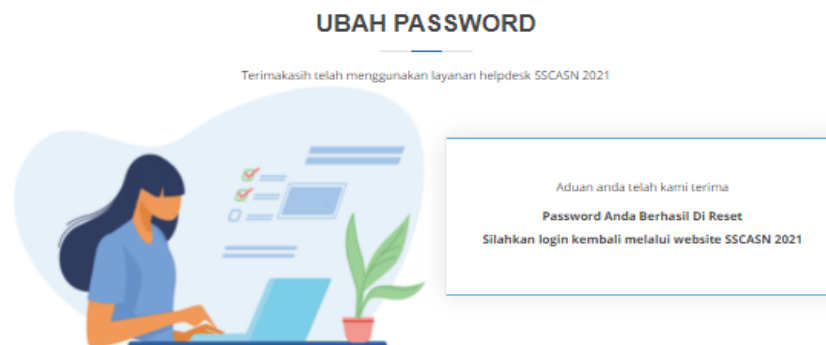 UBAH PASSWORD
Terimakasih telah menggunakan layanan helpdesk SSCASN 2021
Aduan anda telah kami terima
Password Anda Berhasil Di Reset
Silahkan login kembali melalui website SSCASN 2021